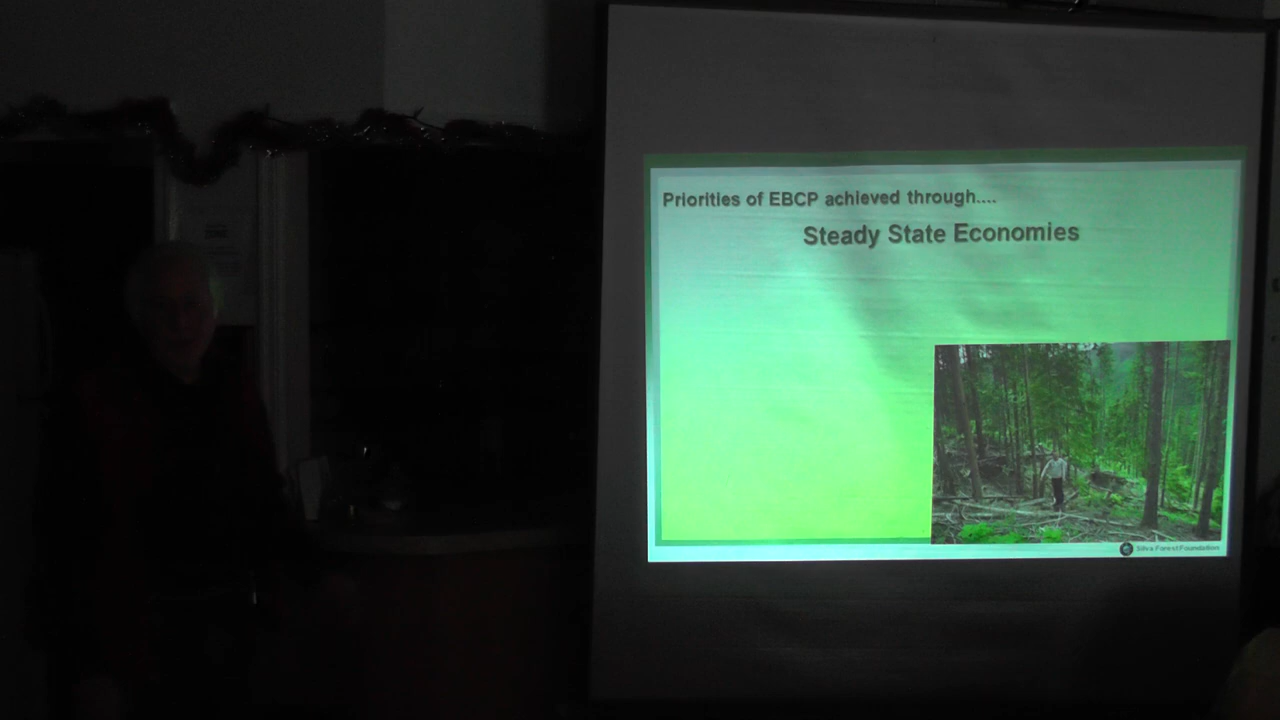 Priorities of EBCP achieved through....
Steady State Economies
Silva Forest Foundation